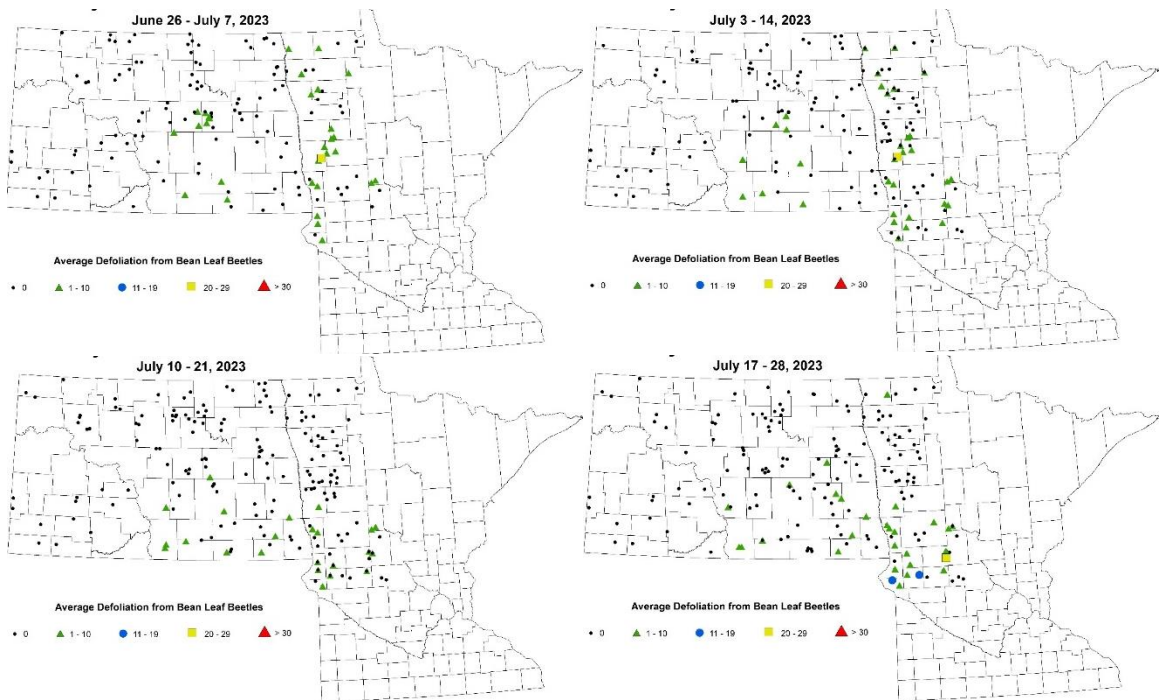 June 26 - July 7, 2023
Average Defoliation from Bean Leaf Beetles
0 1 - 10 11 - 19 20 - 29 > 30
July 3 - 14, 2023
Average Defoliation from Bean Leaf Beetles
0 1 - 10 11 - 19 20 - 29 > 30
July 10 - 21, 2023
Average Defoliation from Bean Leaf Beetles
0 1 - 10 11 - 19 20 - 29 > 30
July 17 - 28, 2023
Average Defoliation from Bean Leaf Beetles
0 1 - 10 11 - 19 20 - 29 > 30